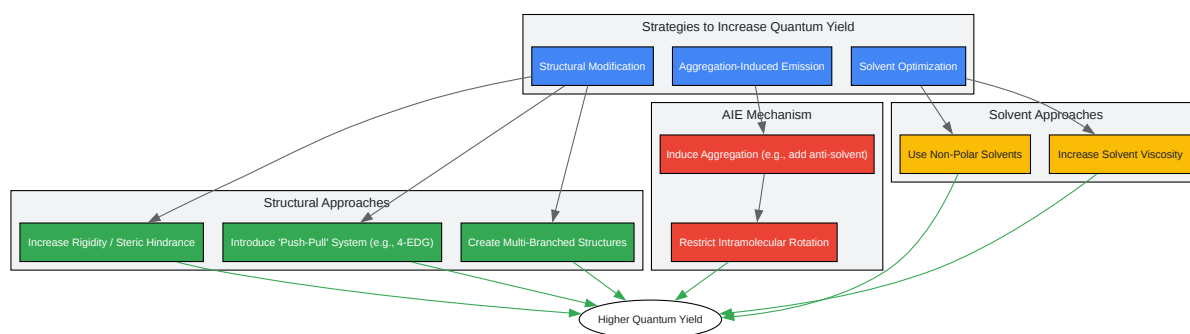 Strategies to Increase Quantum Yield
Structural Modification
Aggregation-Induced Emission
Solvent Optimization
AIE Mechanism
Solvent Approaches
Induce Aggregation (e.g., add anti-solvent)
Use Non-Polar Solvents
Increase Solvent Viscosity
Structural Approaches
Increase Rigidity / Steric Hindrance
Introduce 'Push-Pull' System (e.g., 4-EDG)
Create Multi-Branched Structures
Restrict Intramolecular Rotation
Higher Quantum Yield